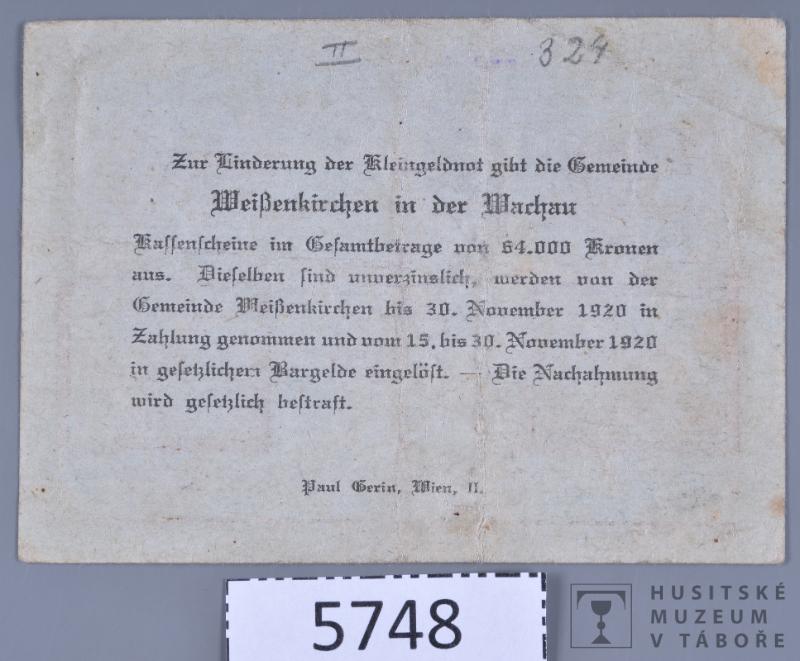 II 324
Zur Linderung der Kleingeldnot gibt die Gemeinde
Weißenkirchen in der Wachau
Kassenscheine im Gesamtbetrage von 64.000 Kronen
aus. Dieselben sind unverzinslich, werden von der
Gemeinde Weißenkirchen bis 30. November 1920 in
Zahlung genommen und vom 15. bis 30. November 1920
in gesetzlichem Bargelde eingelöst. — Die Nachahmung
wird gesetzlich bestraft.
Paul Gerin, Wien, II.
5748
HUSITSKÉ
MUZEUM
V TÁBOŘE